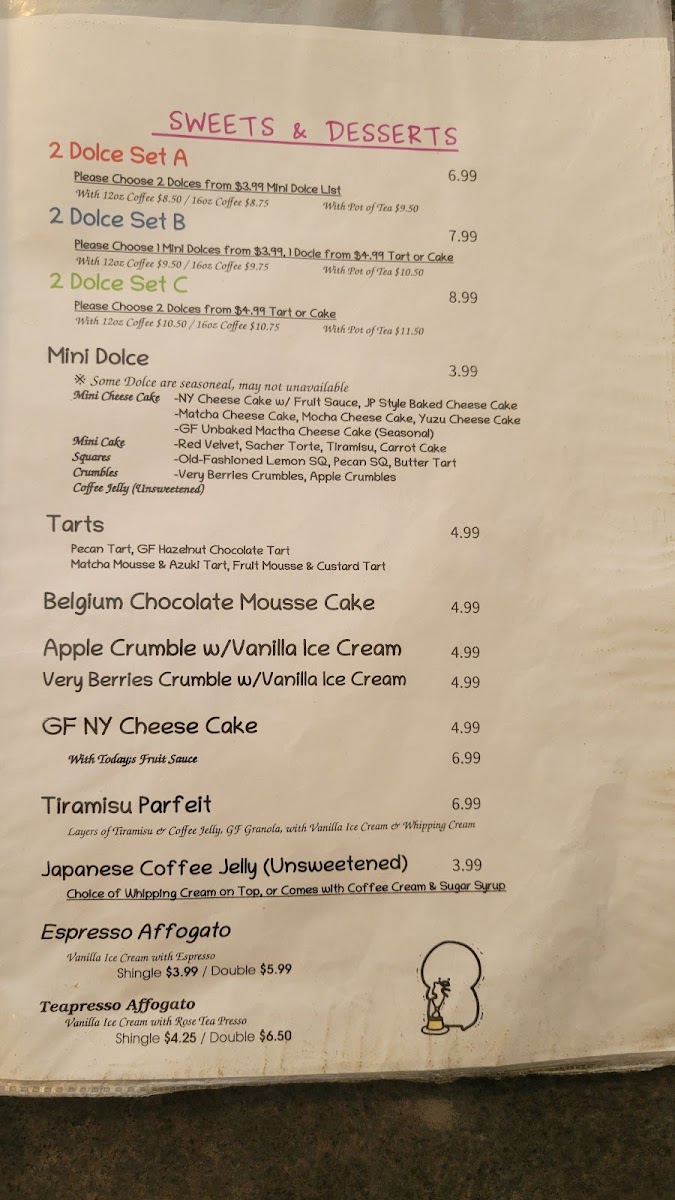 SWEETS & DESSERTS
2 Dolce Set A 6.99
Please Choose 2 Dolces from $3.99 Mini Dolce List
With 12oz Coffee $8.50 / 16oz Coffee $8.75 With Pot of Tea $9.50
2 Dolce Set B 7.99
Please Choose 1 Mini Dolces from $3.99, 1 Docle from $4.99 Tart or Cake
With 12oz Coffee $9.50 / 16oz Coffee $9.75 With Pot of Tea $10.50
2 Dolce Set C 8.99
Please Choose 2 Dolces from $4.99 Tart or Cake
With 12oz Coffee $10.50 / 16oz Coffee $10.75 With Pot of Tea $11.50
Mini Dolce 3.99
※ Some Dolce are seasoneal, may not unavailable
Mini Cheese Cake -NY Cheese Cake w/ Fruit Sauce, JP Style Baked Cheese Cake
-Matcha Cheese Cake, Mocha Cheese Cake, Yuzu Cheese Cake
-GF Unbaked Mactha Cheese Cake (Seasonal)
Mini Cake -Red Velvet, Sacher Torte, Tiramisu, Carrot Cake
Squares -Old-Fashioned Lemon SQ, Pecan SQ, Butter Tart
Crumbles -Very Berries Crumbles, Apple Crumbles
Coffee Jelly (Unsweetened)
Tarts 4.99
Pecan Tart, GF Hazelnut Chocolate Tart
Matcha Mousse & Azuki Tart, Fruit Mousse & Custard Tart
Belgium Chocolate Mousse Cake 4.99
Apple Crumble w/Vanilla Ice Cream 4.99
Very Berries Crumble w/Vanilla Ice Cream 4.99
GF NY Cheese Cake 4.99
With Todays Fruit Sauce 6.99
Tiramisu Parfeit 6.99
Layers of Tiramisu & Coffee Jelly, GF Granola, with Vanilla Ice Cream & Whipping Cream
Japanese Coffee Jelly (Unsweetened) 3.99
Choice of Whipping Cream on Top, or Comes with Coffee Cream & Sugar Syrup
Espresso Affogato
Vanilla Ice Cream with Espresso
Shingle $3.99 / Double $5.99
Teapresso Affogato
Vanilla Ice Cream with Rose Tea Presso
Shingle $4.25 / Double $6.50